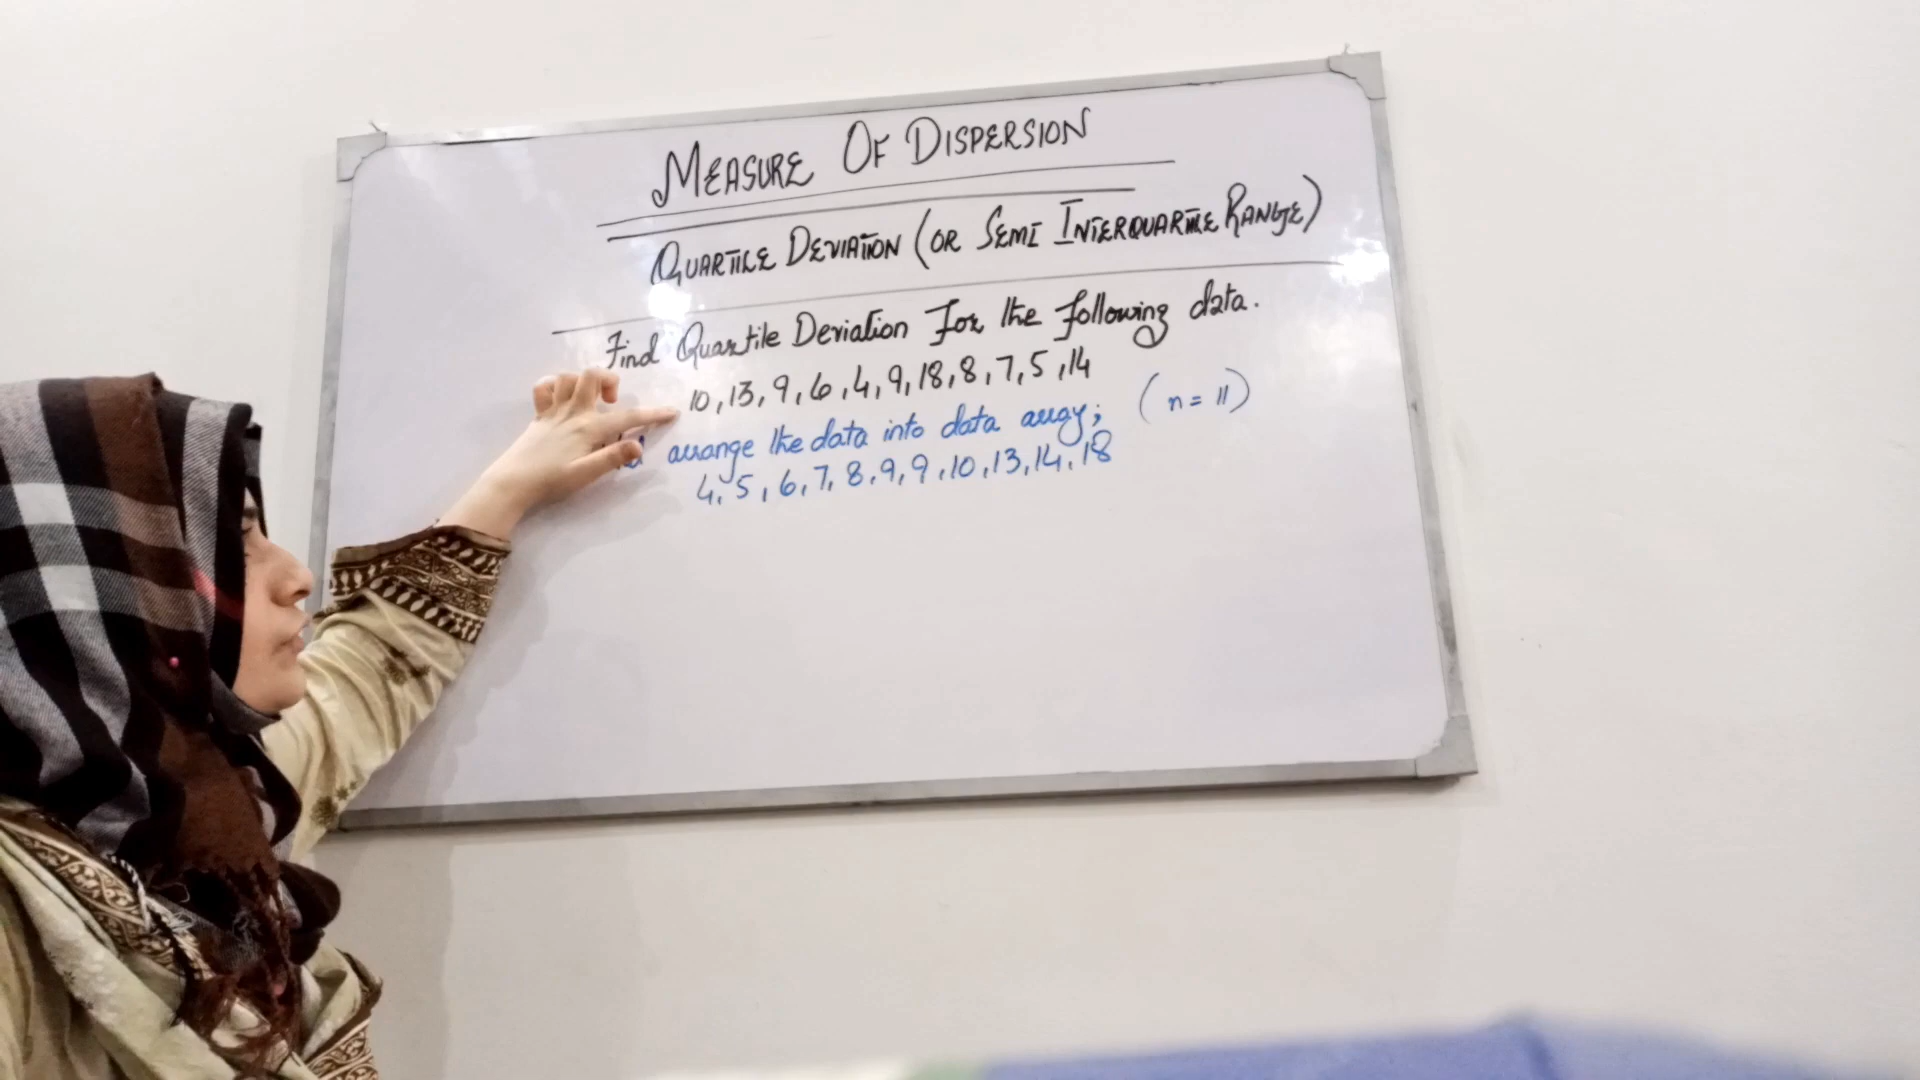 MEASURE OF DISPERSION
QUARTILE DEVIATION (OR SEMI INTERQUARTILE RANGE)
Find Quartile Deviation For the following data.
10, 13, 9, 6, 4, 9, 18, 8, 7, 5, 14
arrange the data into data array; (n = 11)
4, 5, 6, 7, 8, 9, 9, 10, 13, 14, 18